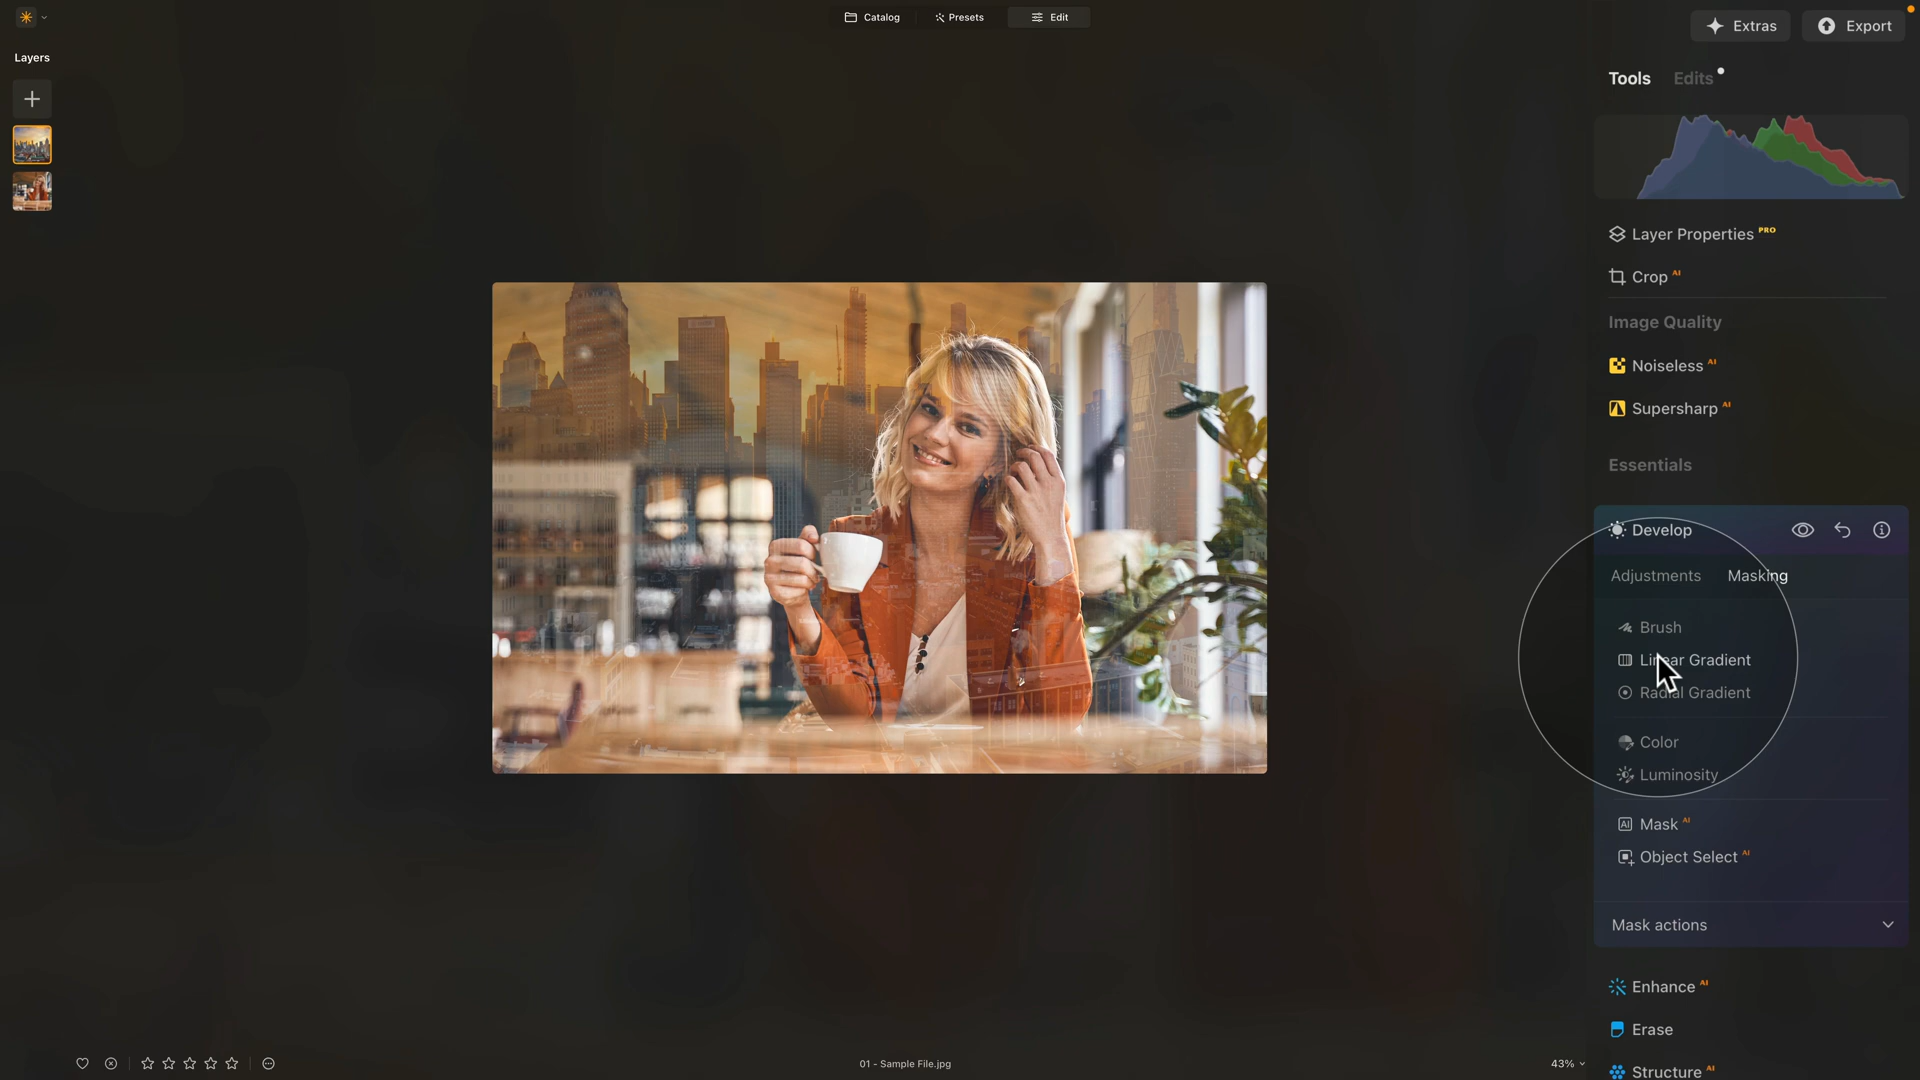 Catalog
Presets
Edit
Extras
Export
Layers
Tools
Edits
Layer Properties PRO
Crop AI
Image Quality
Noiseless AI
Supersharp AI
Essentials
Develop
Adjustments
Masking
Brush
Linear Gradient
Radial Gradient
Color
Luminosity
AI Mask AI
Object Select AI
Mask actions
Enhance AI
Erase
Structure AI
01 - Sample File.jpg
43%